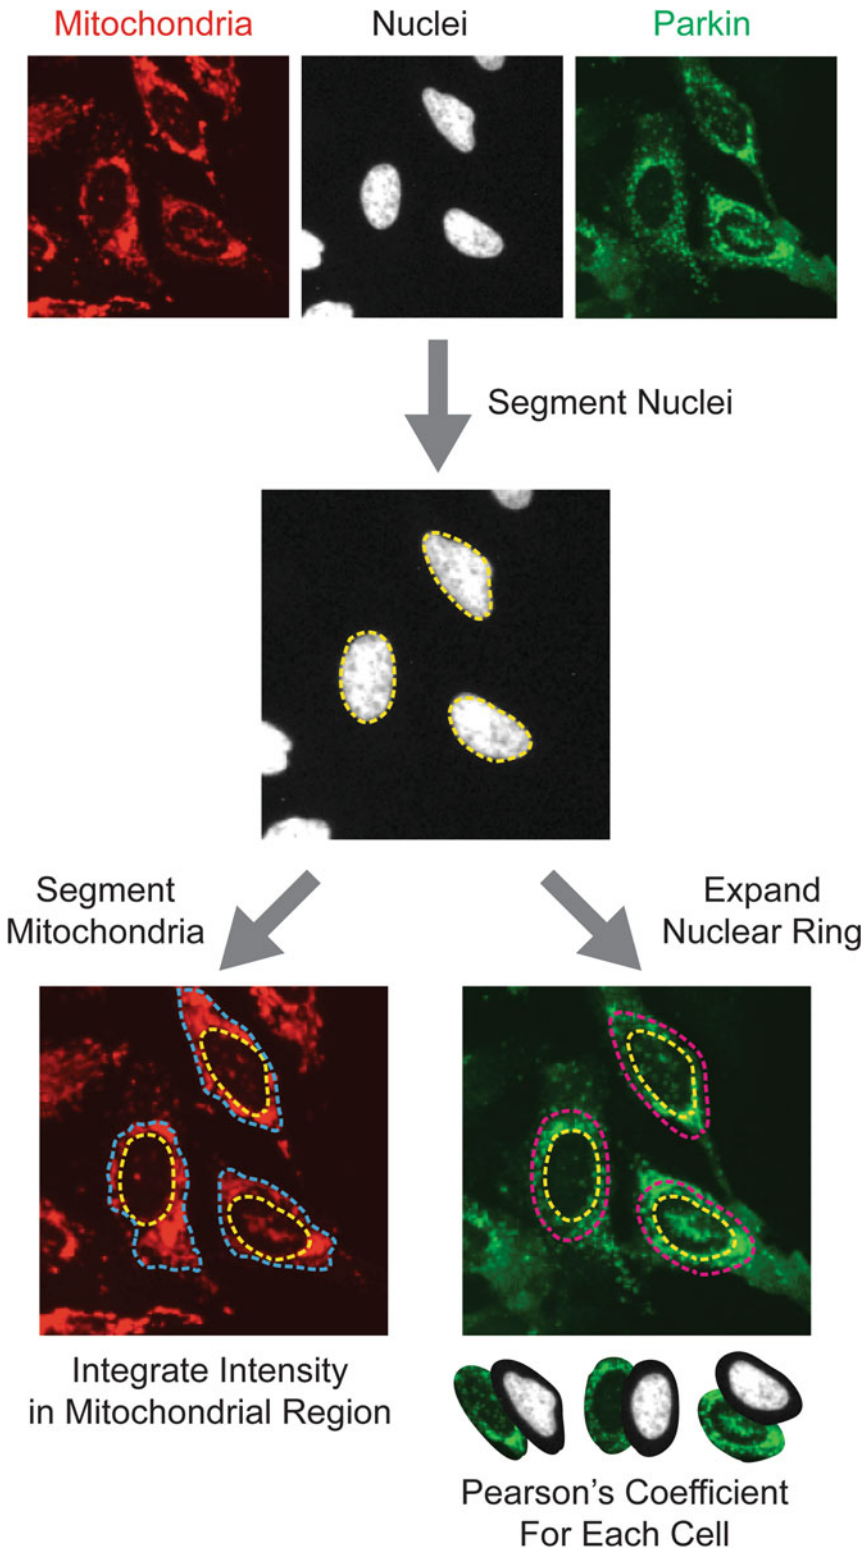 Mitochondria
Nuclei
Parkin
Segment Nuclei
Segment
Mitochondria
Expand
Nuclear Ring
Integrate Intensity
in Mitochondrial Region
Pearson’s Coefficient
For Each Cell